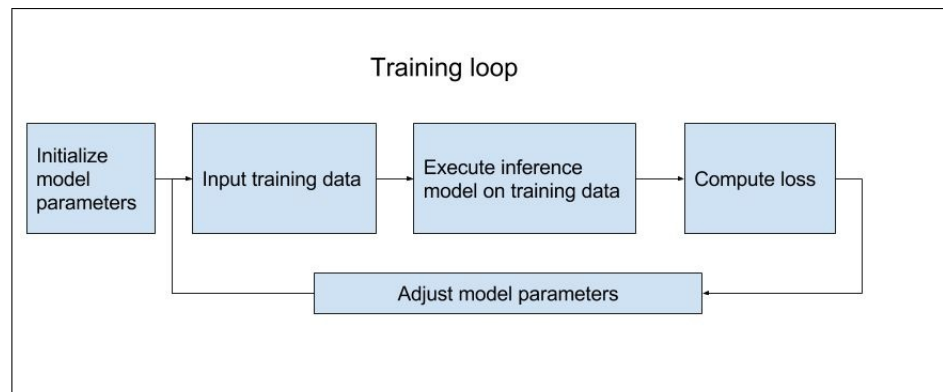 Training loop
Initialize
model
parameters
Input training data
Execute inference
model on training data
Compute loss
Adjust model parameters